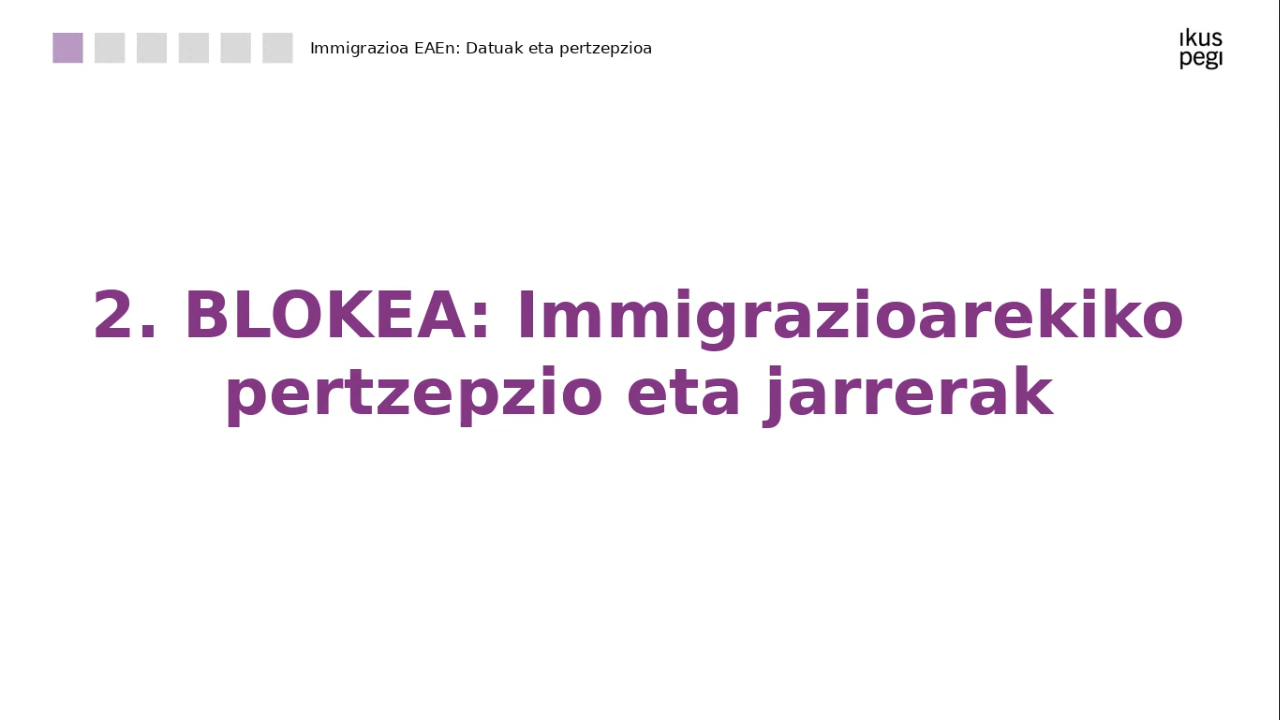 Immigrazioa EAEn: Datuak eta pertzepzioa
ikus
pegi
2. BLOKEA: Immigrazioarekiko
pertzepzio eta jarrerak